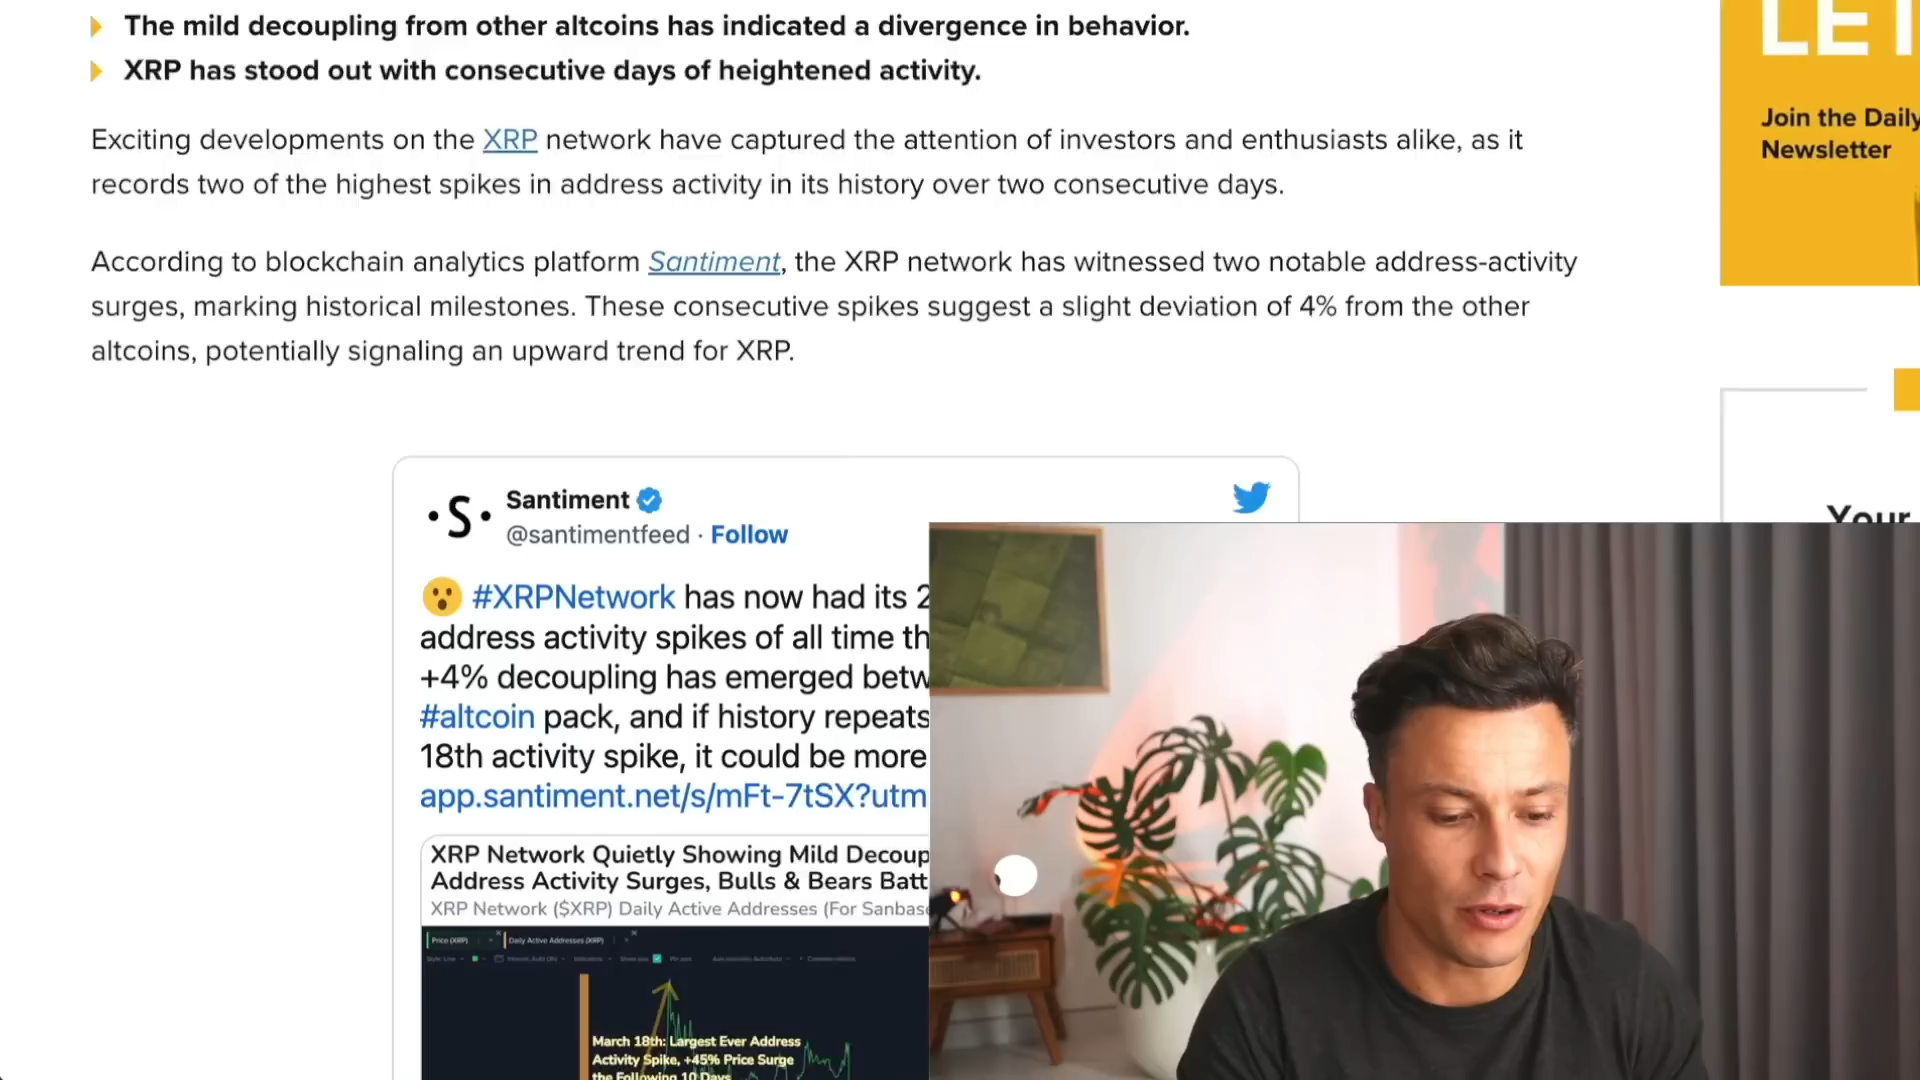 The mild decoupling from other altcoins has indicated a divergence in behavior.
XRP has stood out with consecutive days of heightened activity.
Exciting developments on the XRP network have captured the attention of investors and enthusiasts alike, as it
records two of the highest spikes in address activity in its history over two consecutive days.
According to blockchain analytics platform Santiment, the XRP network has witnessed two notable address-activity
surges, marking historical milestones. These consecutive spikes suggest a slight deviation of 4% from the other
altcoins, potentially signaling an upward trend for XRP.
LET
Join the Daily
Newsletter
Your
Santiment
@santimentfeed · Follow
#XRPNetwork has now had its 2
address activity spikes of all time th
+4% decoupling has emerged betw
#altcoin pack, and if history repeats
18th activity spike, it could be more
app.santiment.net/s/mFt-7tSX?utm
XRP Network Quietly Showing Mild Decoup
Address Activity Surges, Bulls & Bears Batt
XRP Network ($XRP) Daily Active Addresses (For Sanbase
Price (XRP)
Daily Active Addresses (XRP)
March 18th: Largest Ever Address
Activity Spike, +45% Price Surge
the Following 10 Days